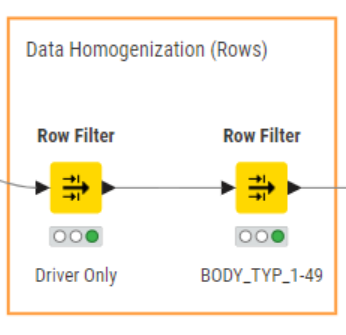 Data Homogenization (Rows)
Row Filter
Row Filter
Driver Only
BODY_TYP_1-49